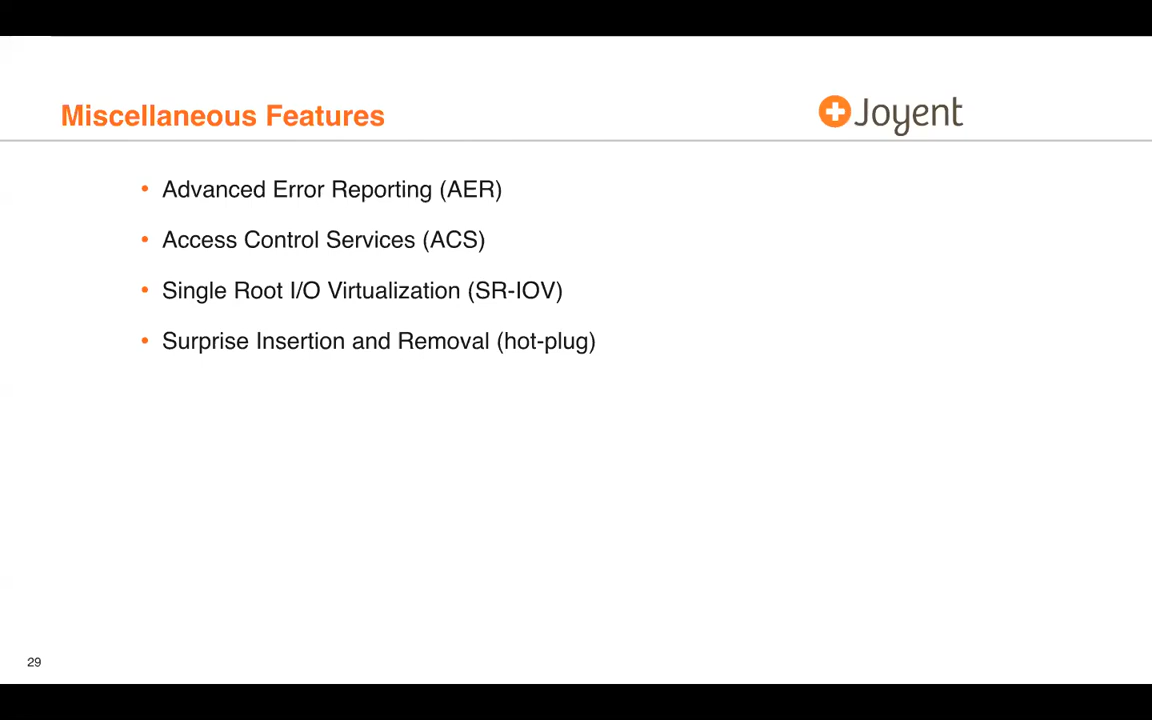 Miscellaneous Features
Joyent
• Advanced Error Reporting (AER)
• Access Control Services (ACS)
• Single Root I/O Virtualization (SR-IOV)
• Surprise Insertion and Removal (hot-plug)
29